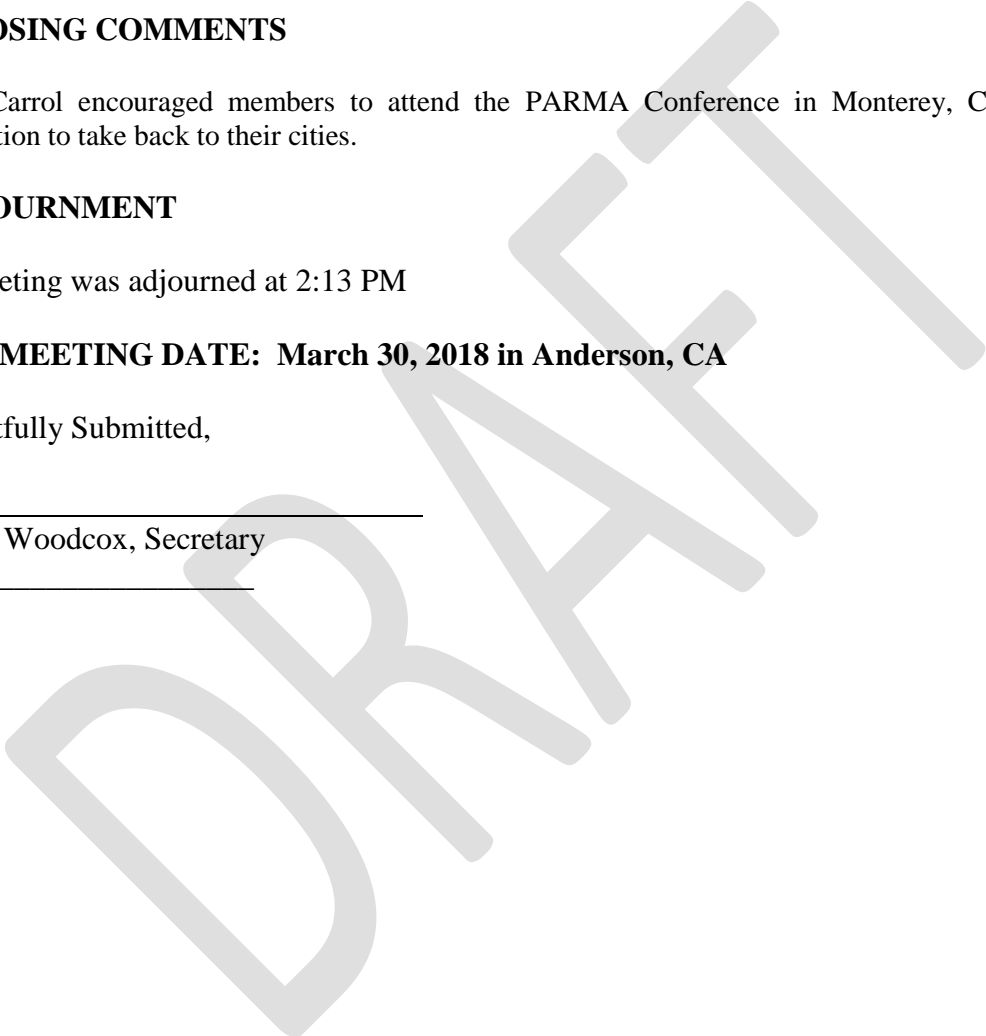 OSING COMMENTS
Carrol encouraged members to attend the PARMA Conference in Monterey, C
tion to take back to their cities.
OURNMENT
eting was adjourned at 2:13 PM
MEETING DATE: March 30, 2018 in Anderson, CA
tfully Submitted,
Woodcox, Secretary
DRAFT